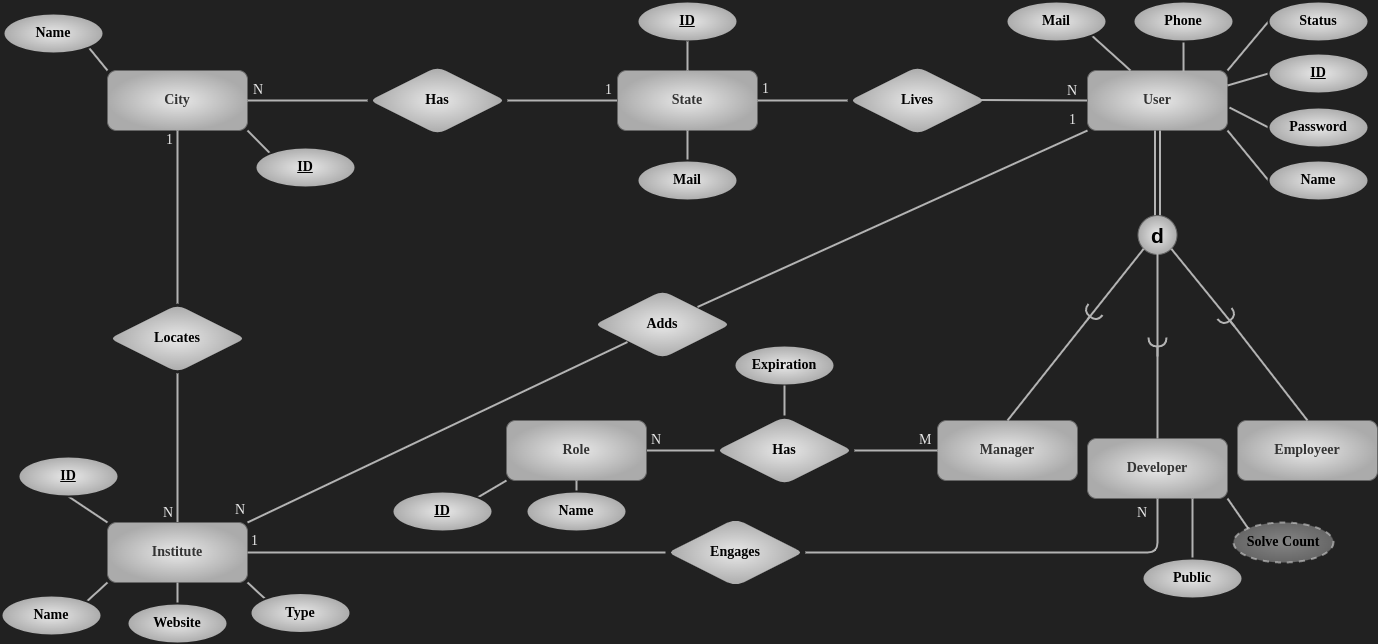 Name
ID
Mail
Phone
Status
City
N
Has
1
State
1
Lives
N
User
ID
1
Password
1
ID
Mail
Name
d
Locates
Adds
Expiration
Role
N
Has
M
Manager
Developer
Employeer
ID
ID
Name
N
N
N
Institute
1
Engages
Solve Count
Public
Name
Website
Type